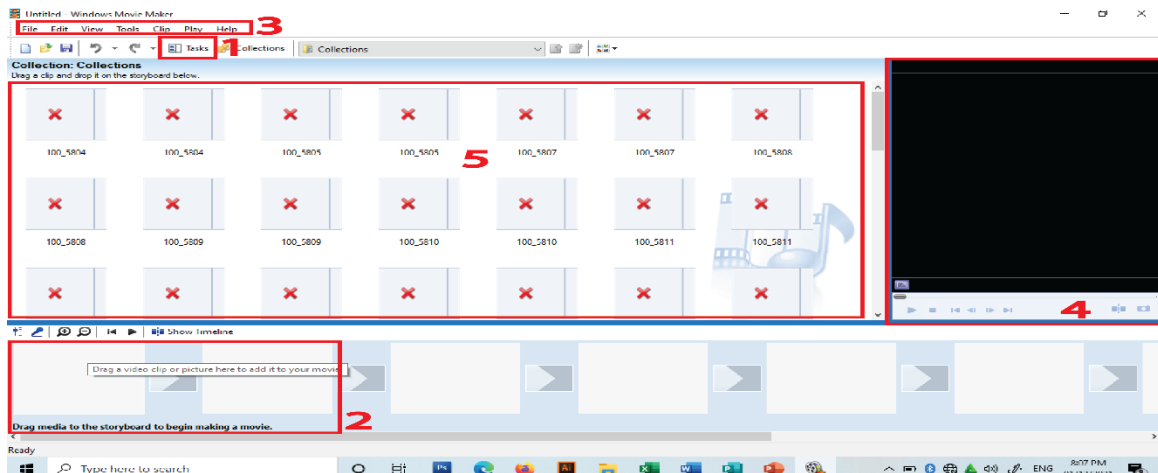 Untitled - Windows Movie Maker
File Edit View Tools Clip Play Help
3
Tasks
1
Collections
Collections
Collection: Collections
Drag a clip and drop it on the storyboard below.
100_5804 100_5804 100_5805 100_5805 100_5807 100_5807 100_5808
5
100_5808 100_5809 100_5809 100_5810 100_5810 100_5811 100_5811
4
Show Timeline
Drag a video clip or picture here to add it to your movie
2
Drag media to the storyboard to begin making a movie.
Ready
Type here to search
Ps
Ai
ENG
8:07 PM